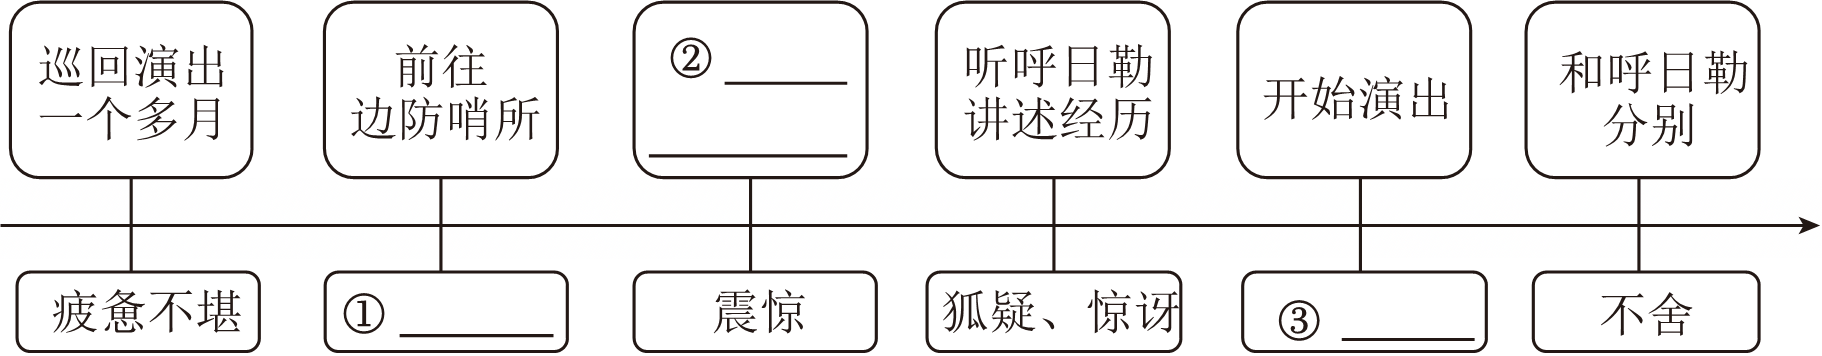 巡回演出
一个多月
前往
边防哨所
②
听呼日勒
讲述经历
开始演出
和呼日勒
分别
疲惫不堪
①
震惊
狐疑、惊讶
③
不舍